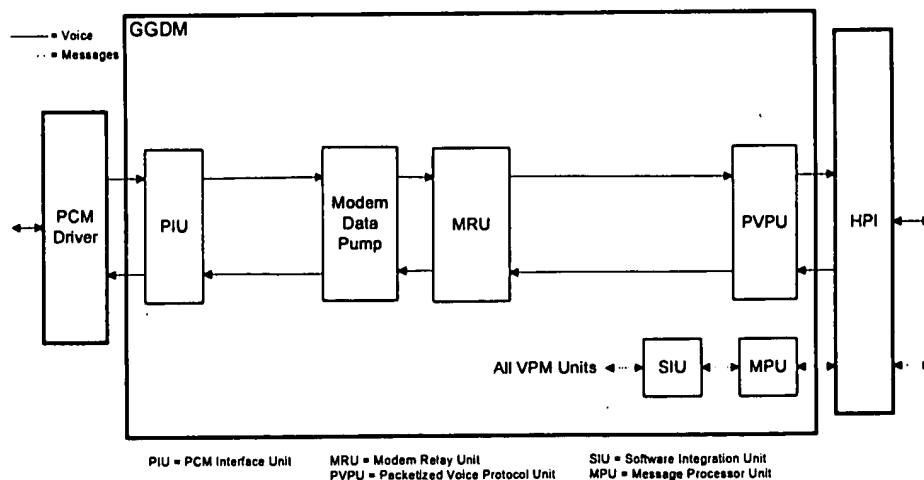 GGDM
= Voice
= Messages
PCM
Driver
PIU
Modem
Data
Pump
MRU
PVPU
HPI
All VPM Units
SIU
MPU
PIU = PCM Interface Unit
MRU = Modem Relay Unit
SIU = Software Integration Unit
PVPU = Packetized Voice Protocol Unit
MPU = Message Processor Unit